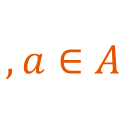 , 𝑎 ∈ 𝐴